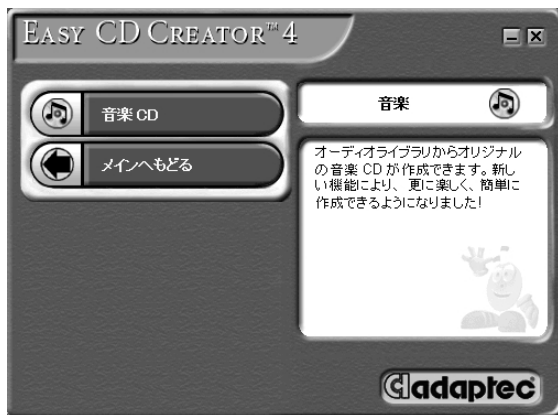 EASY CD CREATOR™ 4
音楽 CD
メインへもどる
音楽
オーディオライブラリからオリジナル
の音楽 CD が作成できます。新し
い機能により、更に楽しく、簡単に
作成できるようになりました!
adaptec